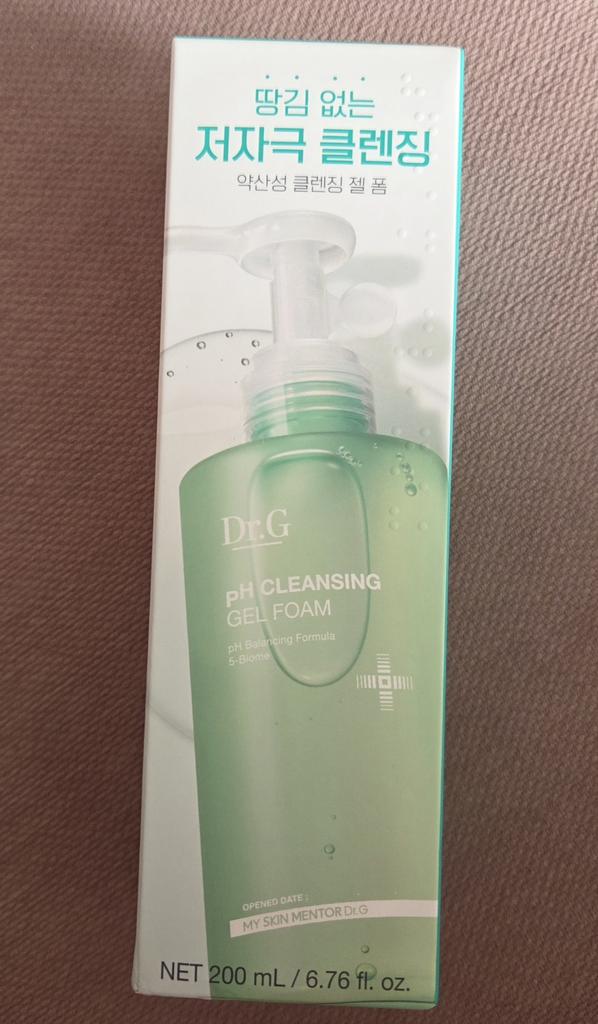 땅김 없는
저자극 클렌징
약산성 클렌징 젤 폼
Dr.G
pH CLEANSING
GEL FOAM
pH Balancing Formula
5-Biome
OPENED DATE :
MY SKIN MENTOR Dr.G
NET 200 mL / 6.76 fl. oz.